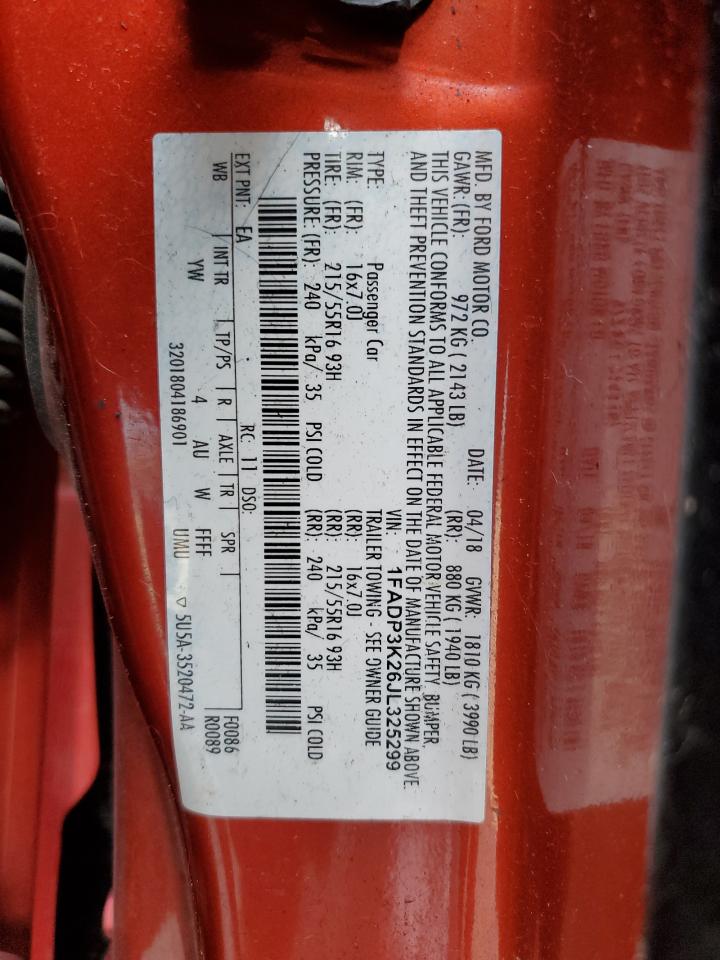 MFD. BY FORD MOTOR CO.
DATE: 04/18 GVWR: 1810 KG ( 3990 LB)
GAWR: (FR): 972 KG ( 2143 LB) (RR): 880 KG ( 1940 LB)
THIS VEHICLE CONFORMS TO ALL APPLICABLE FEDERAL MOTOR VEHICLE SAFETY, BUMPER,
AND THEFT PREVENTION STANDARDS IN EFFECT ON THE DATE OF MANUFACTURE SHOWN ABOVE.
VIN: 1FADP3K26JL325299
TYPE: Passenger Car TRAILER TOWING - SEE OWNER GUIDE
RIM: (FR): 16x7.0J (RR): 16x7.0J
TIRE: (FR): 215/55R16 93H (RR): 215/55R16 93H
PRESSURE: (FR): 240 kPa/ 35 PSI COLD (RR): 240 kPa/ 35 PSI COLD
EXT PNT: EA RC: 11 DSO: F0086
WB INT TR TP/PS R AXLE TR SPR R0089
YW 4 AU W FFFF
3201804186901 UMU ▽ 5U5A-3520472-AA